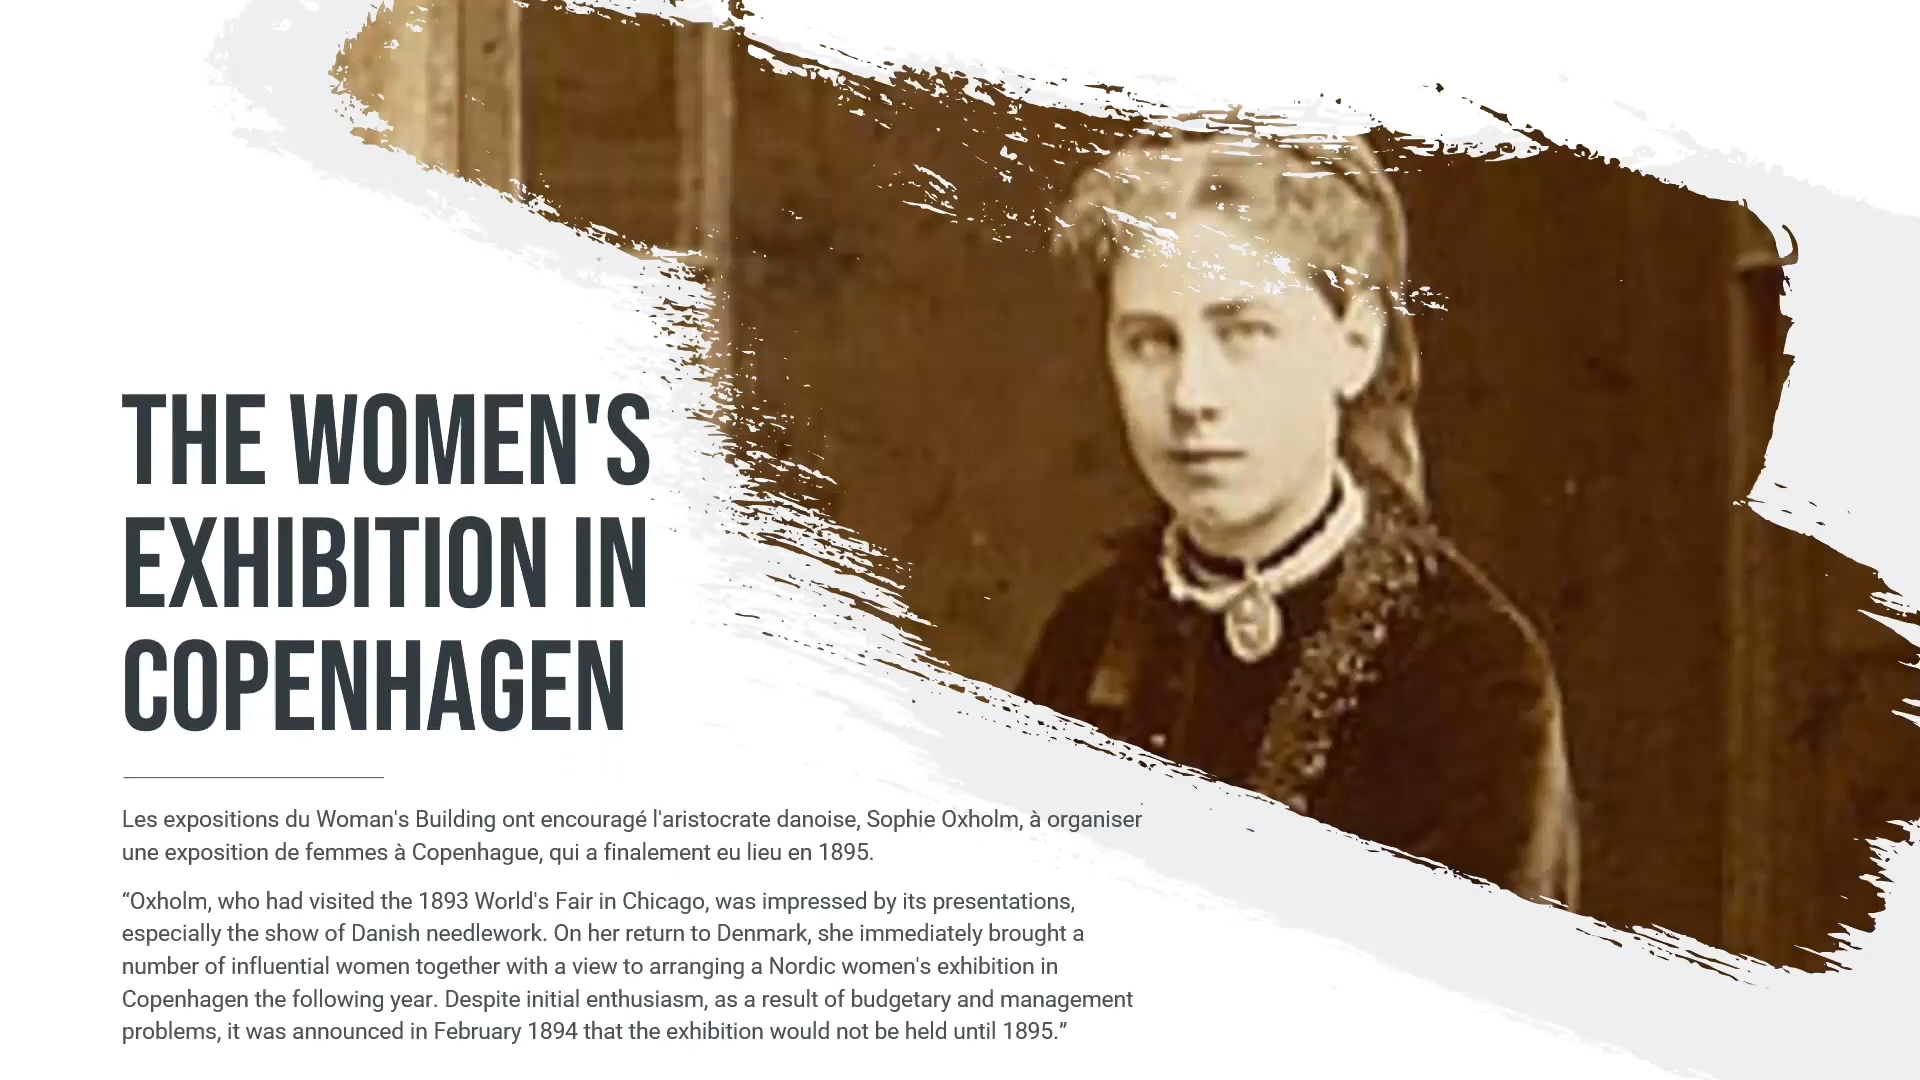 THE WOMEN'S
EXHIBITION IN
COPENHAGEN
Les expositions du Woman's Building ont encouragé l'aristocrate danoise, Sophie Oxholm, à organiser
une exposition de femmes à Copenhague, qui a finalement eu lieu en 1895.
“Oxholm, who had visited the 1893 World's Fair in Chicago, was impressed by its presentations,
especially the show of Danish needlework. On her return to Denmark, she immediately brought a
number of influential women together with a view to arranging a Nordic women's exhibition in
Copenhagen the following year. Despite initial enthusiasm, as a result of budgetary and management
problems, it was announced in February 1894 that the exhibition would not be held until 1895.”